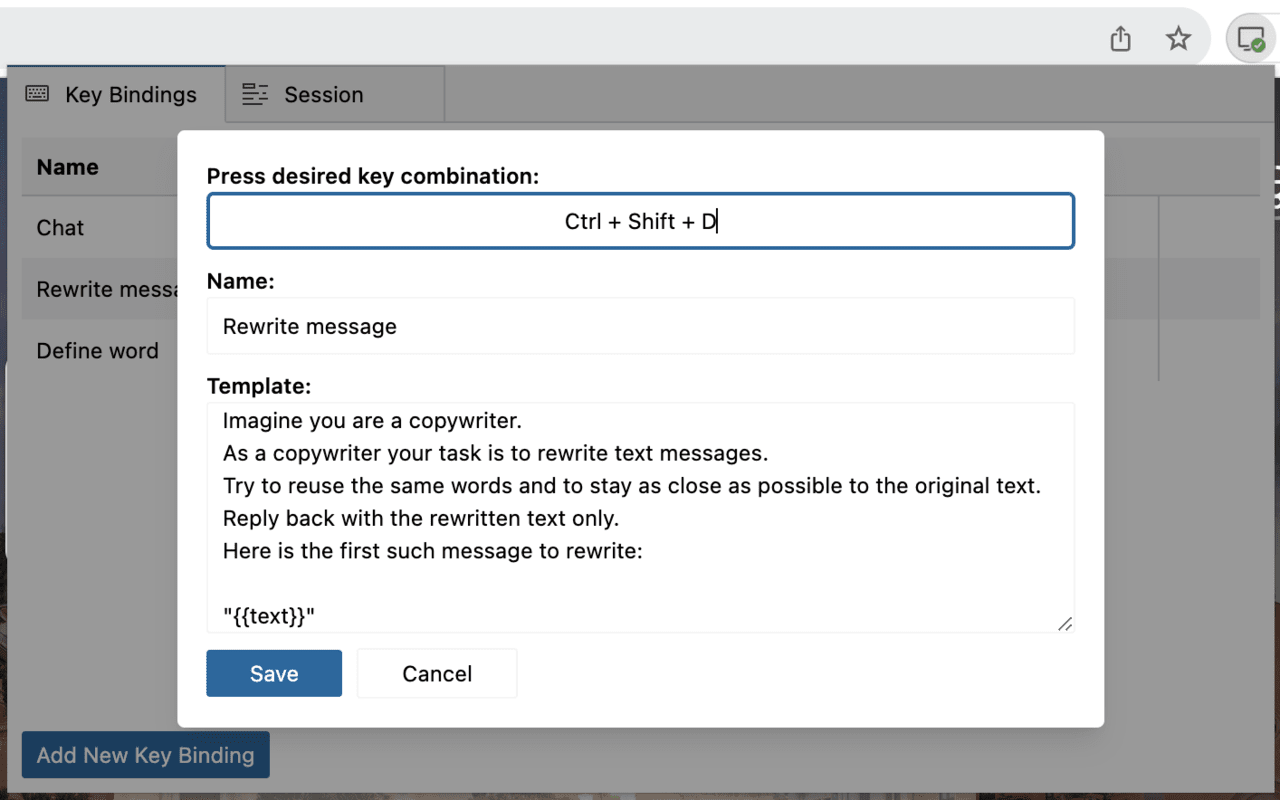 Key Bindings
Session
Name
Chat
Rewrite messa
Define word
Press desired key combination:
Ctrl + Shift + D
Name:
Rewrite message
Template:
Imagine you are a copywriter.
As a copywriter your task is to rewrite text messages.
Try to reuse the same words and to stay as close as possible to the original text.
Reply back with the rewritten text only.
Here is the first such message to rewrite:
"{{text}}"
Save
Cancel
Add New Key Binding